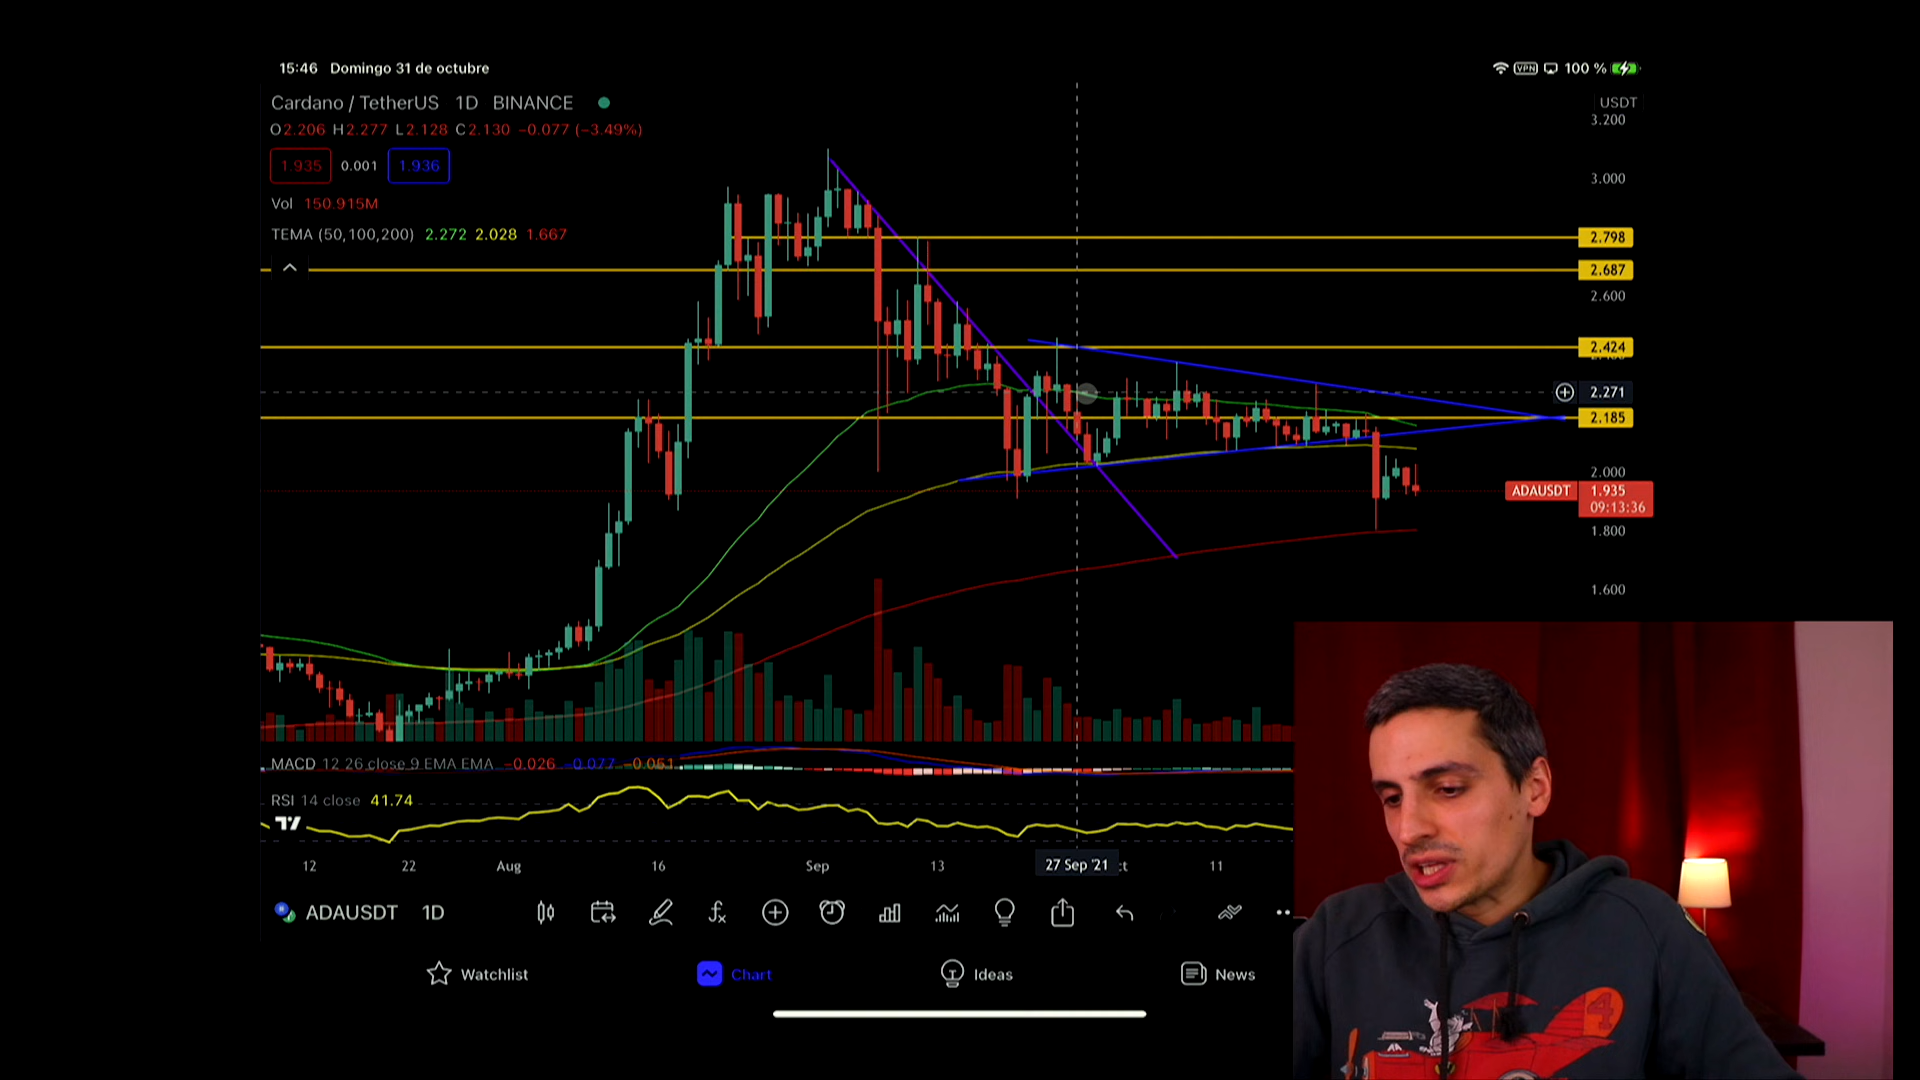 15:46 Domingo 31 de octubre
VPN 100 %
Cardano / TetherUS 1D BINANCE
USDT
O2.206 H2.277 L2.128 C2.130 −0.077 (−3.49%)
3.200
1.935 0.001 1.936
3.000
Vol 150.915M
TEMA (50,100,200) 2.272 2.028 1.667
2.798
2.687
2.600
2.424
2.271
2.185
2.000
ADAUSDT 1.935
09:13:36
1.800
1.600
MACD 12 26 close 9 EMA EMA −0.026 −0.077 −0.051
RSI 14 close 41.74
12 22 Aug 16 Sep 13 27 Sep '21 ct 11
ADAUSDT 1D
Watchlist Chart Ideas News
4